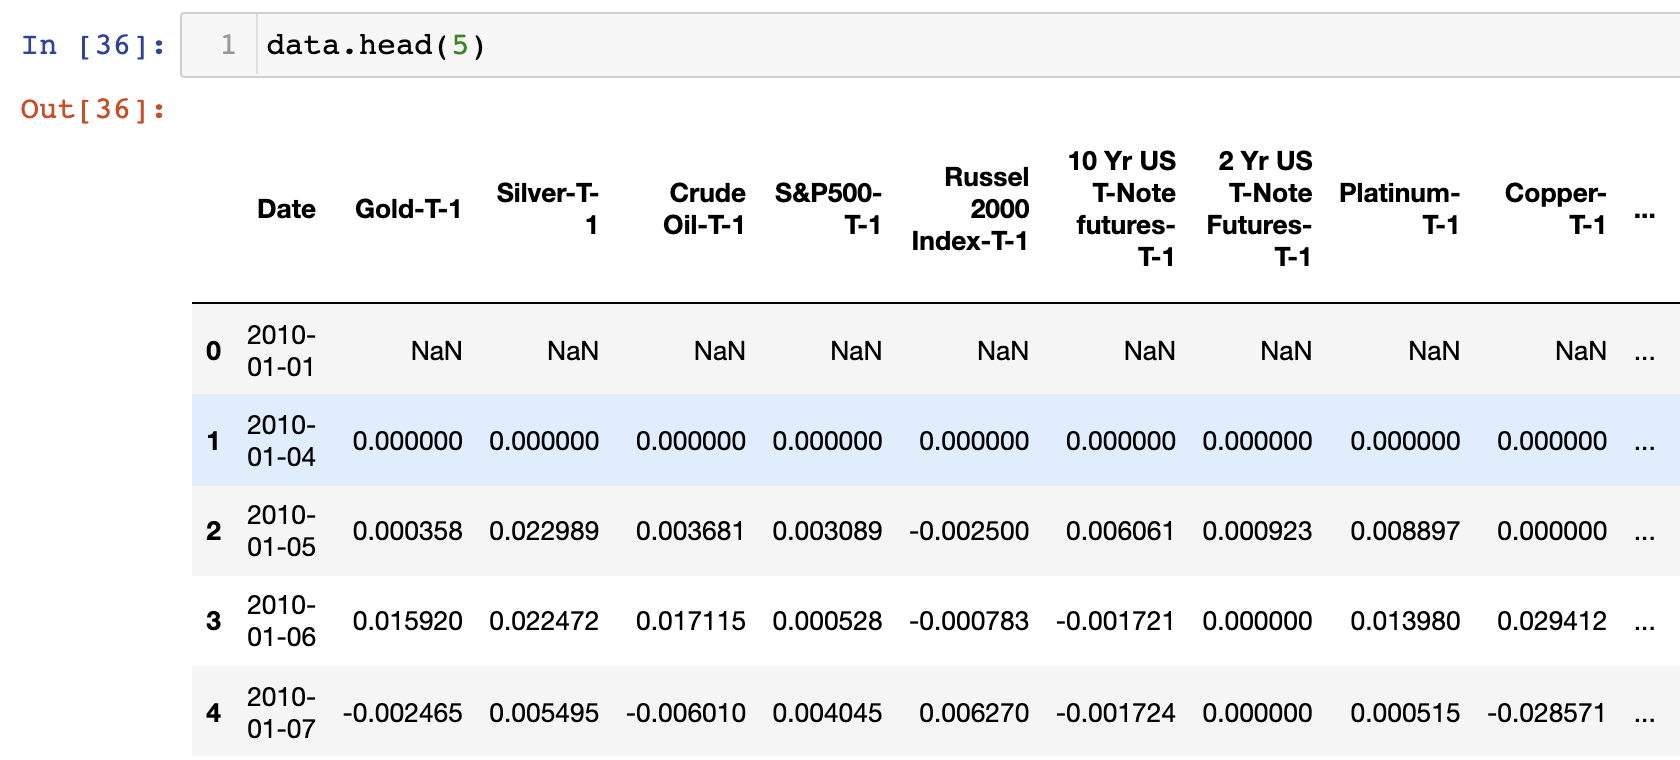 In [36]: 1 data.head(5)
Out[36]:
Date Gold-T-1 Silver-T-1 Crude Oil-T-1 S&P500-T-1 Russel 2000 Index-T-1 10 Yr US T-Note futures-T-1 2 Yr US T-Note Futures-T-1 Platinum-T-1 Copper-T-1 ...
0 2010-01-01 NaN NaN NaN NaN NaN NaN NaN NaN NaN ...
1 2010-01-04 0.000000 0.000000 0.000000 0.000000 0.000000 0.000000 0.000000 0.000000 0.000000 ...
2 2010-01-05 0.000358 0.022989 0.003681 0.003089 -0.002500 0.006061 0.000923 0.008897 0.000000 ...
3 2010-01-06 0.015920 0.022472 0.017115 0.000528 -0.000783 -0.001721 0.000000 0.013980 0.029412 ...
4 2010-01-07 -0.002465 0.005495 -0.006010 0.004045 0.006270 -0.001724 0.000000 0.000515 -0.028571 ...